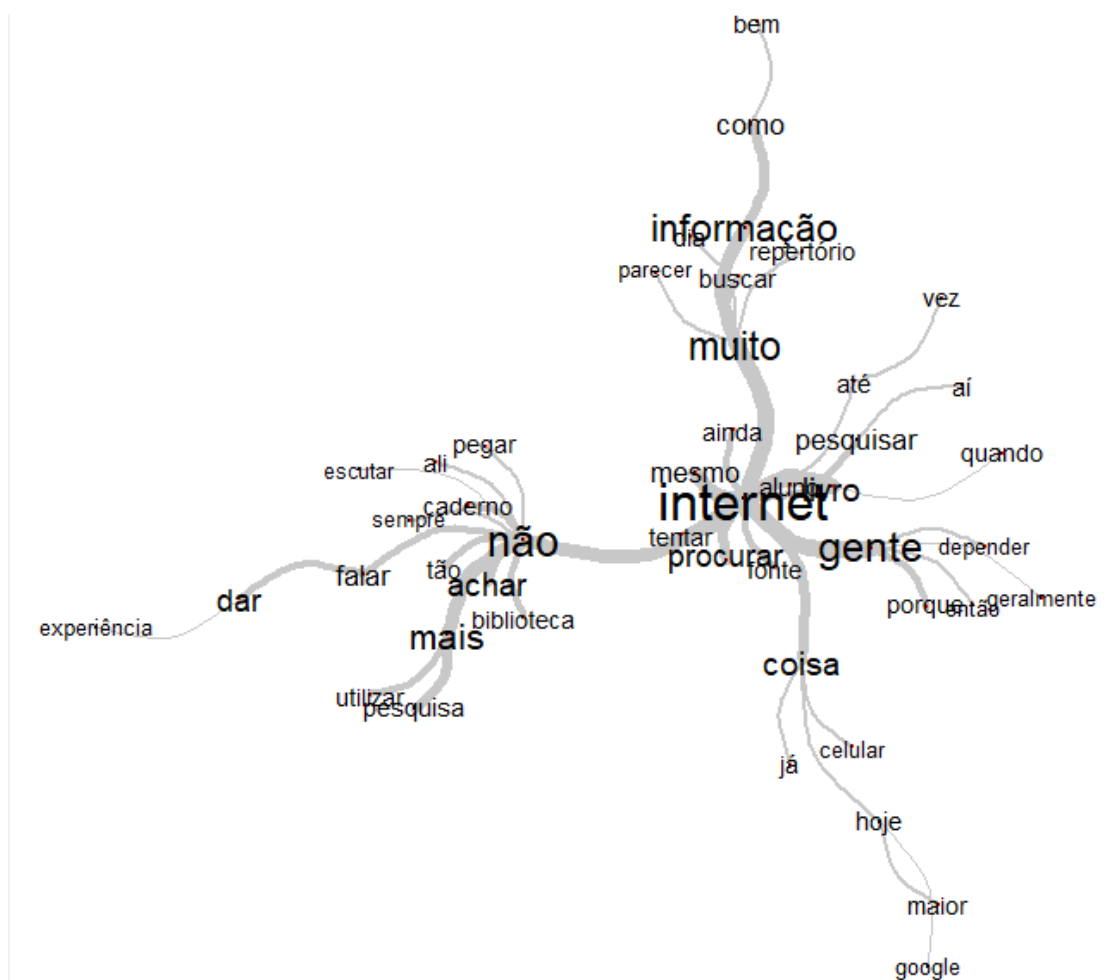 bem
como
informação
dia
repertório
parecer
buscar
vez
muito
até
aí
ainda
pesquisar
pegar
quando
ali
escutar
mesmo
aluno
livro
internet
caderno
sempre
não
tentar
gente
depender
procurar
fonte
tão
falar
achar
dar
porque
então
geralmente
biblioteca
experiência
mais
coisa
utilizar
pesquisa
celular
já
hoje
maior
google